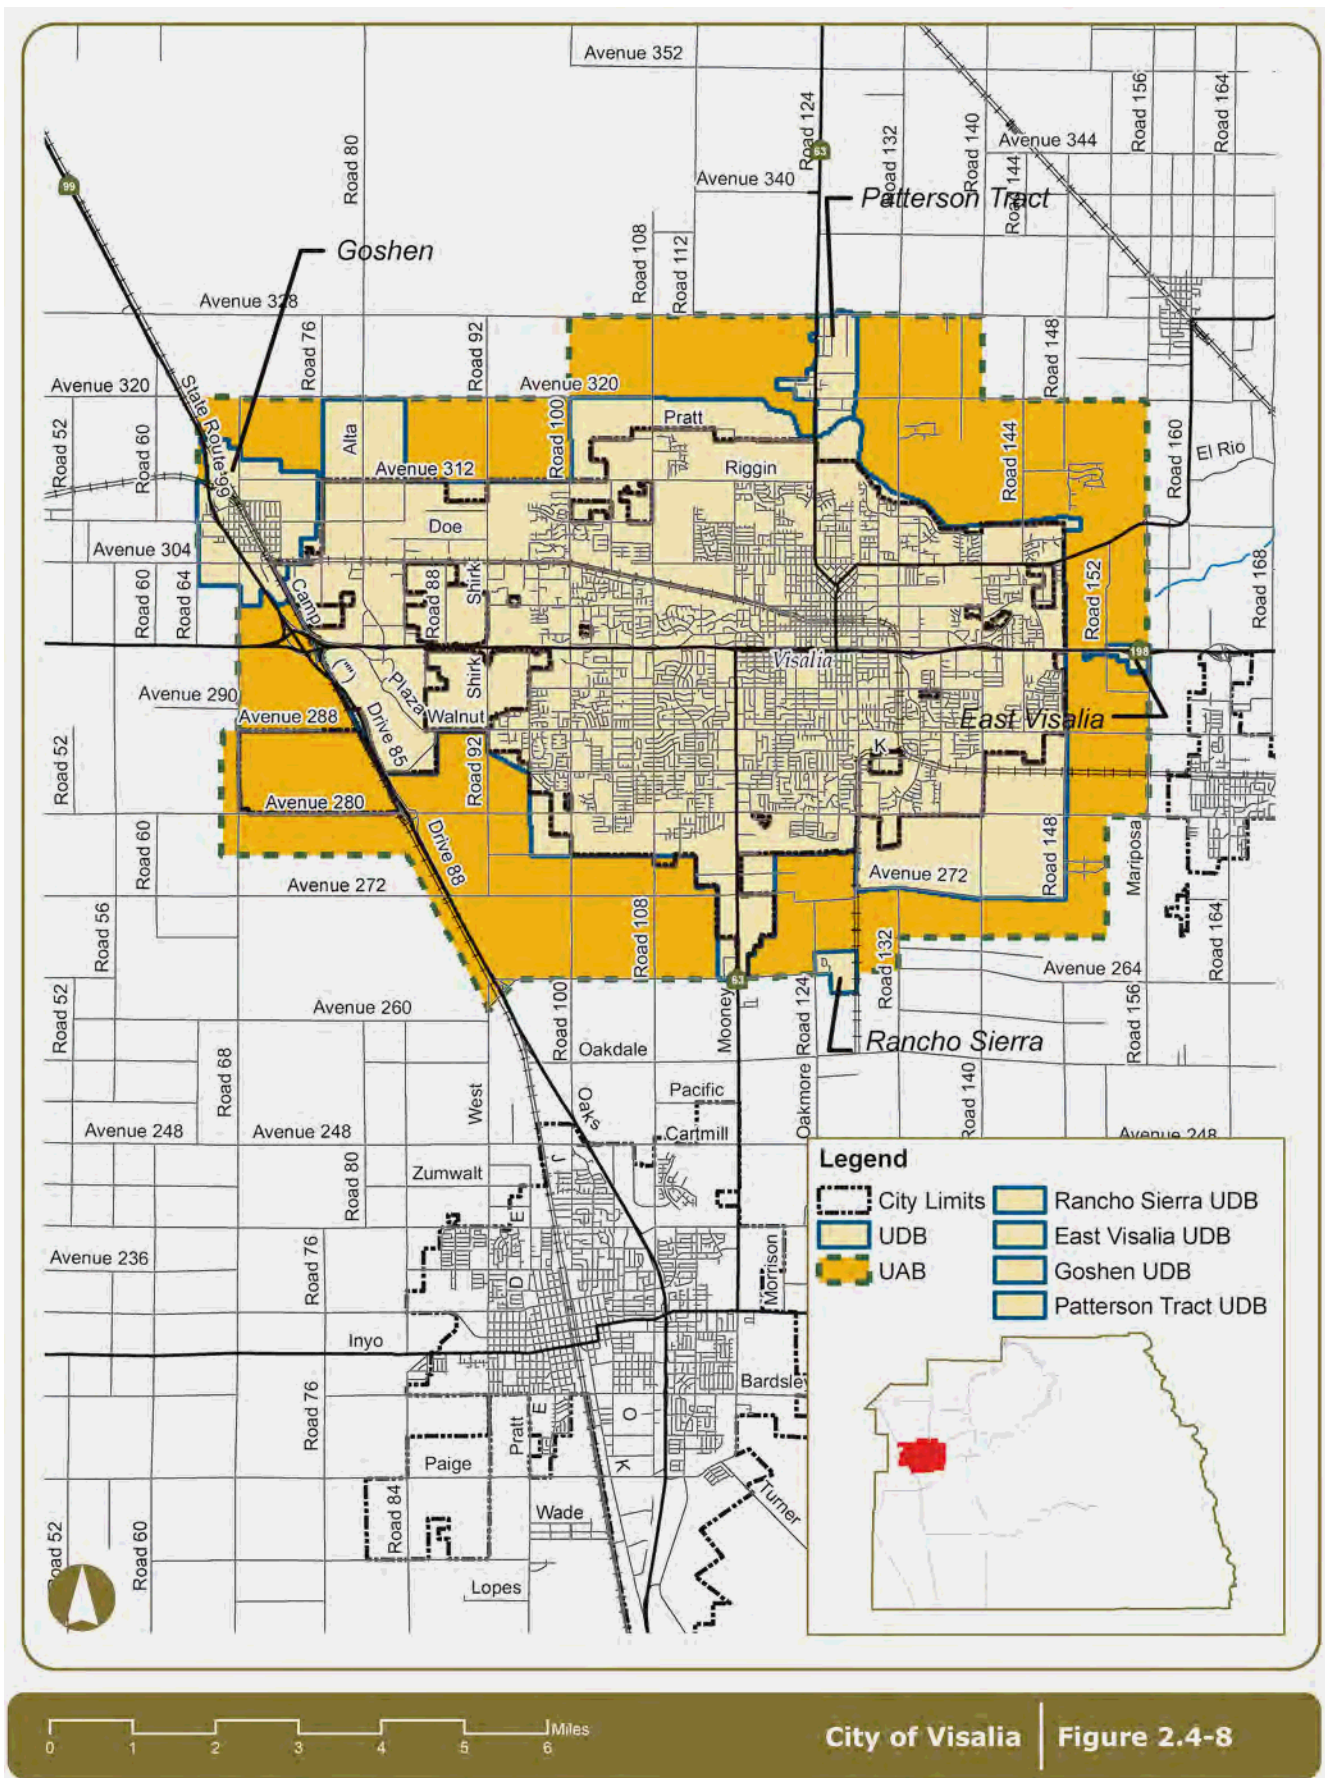 Avenue 352
Road 124
Road 156
Road 164
63
Road 132
Road 140
Avenue 344
Road 144
Road 80
Avenue 340
99
Patterson Tract
Goshen
Road 108
Road 112
Avenue 328
Road 76
Road 92
Road 148
State Route 99
Avenue 320
Avenue 320
Road 52
Road 60
Alta
Road 100
Pratt
Avenue 312
Riggin
Road 144
Road 160
El Rio
Doe
Avenue 304
Road 60
Road 64
Camp
Road 88
Shirk
Road 152
Road 168
Visalia
198
Avenue 290
Plaza
Shirk
Avenue 288
Drive 85
Walnut
East Visalia
Road 52
Road 92
K
Avenue 280
Road 60
Drive 88
Avenue 272
Avenue 272
Road 148
Mariposa
Road 56
Road 108
Road 132
Road 164
Avenue 264
63
Road 52
Avenue 260
Road 100
Mooney
Road 124
Rancho Sierra
Road 156
Oakdale
Road 68
West
Oaks
Pacific
Oakmore
Road 140
Avenue 248
Avenue 248
Cartmill
Avenue 248
J
Zumwalt
Road 80
E
Avenue 236
Road 76
D
Morrison
Inyo
Bardsley
Road 76
Pratt
E
O
Paige
K
Road 84
Turner
Wade
Road 52
Road 60
Lopes
Legend
City Limits
UDB
UAB
Rancho Sierra UDB
East Visalia UDB
Goshen UDB
Patterson Tract UDB
Miles
0 1 2 3 4 5 6
City of Visalia
Figure 2.4-8